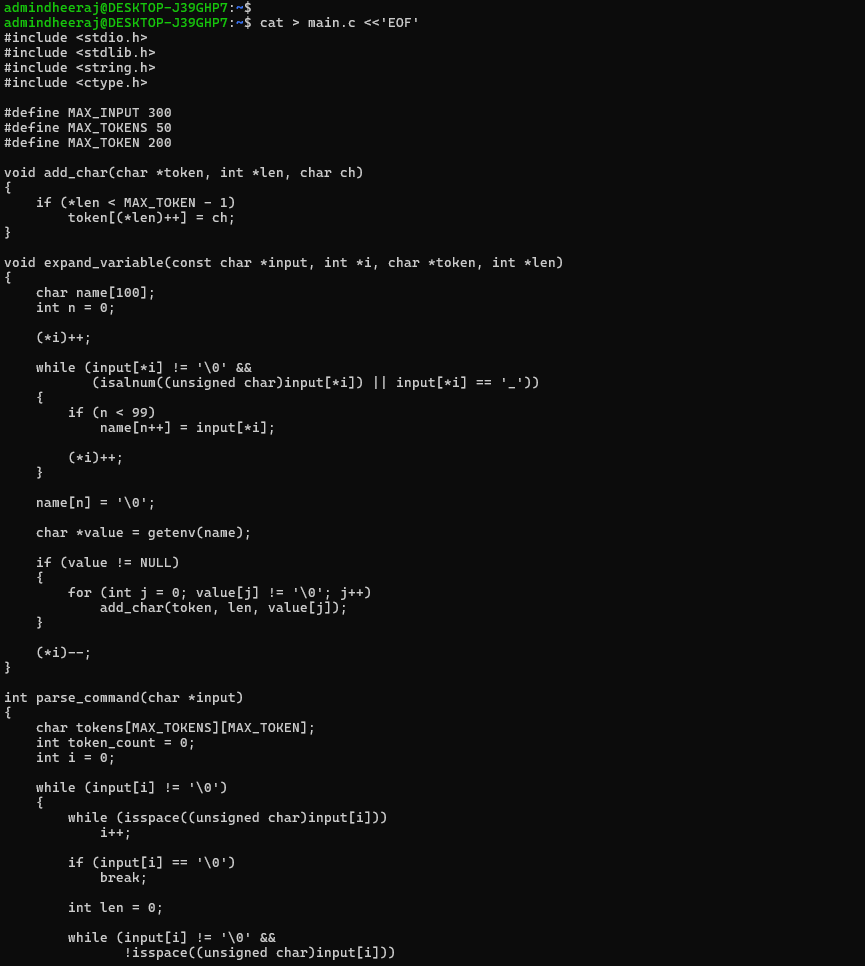 admindheeraj@DESKTOP-J39GHP7:~$
admindheeraj@DESKTOP-J39GHP7:~$ cat > main.c <<'EOF'
#include <stdio.h>
#include <stdlib.h>
#include <string.h>
#include <ctype.h>

#define MAX_INPUT 300
#define MAX_TOKENS 50
#define MAX_TOKEN 200

void add_char(char *token, int *len, char ch)
{
    if (*len < MAX_TOKEN - 1)
        token[(*len)++] = ch;
}

void expand_variable(const char *input, int *i, char *token, int *len)
{
    char name[100];
    int n = 0;

    (*i)++;

    while (input[*i] != '\0' &&
           (isalnum((unsigned char)input[*i]) || input[*i] == '_'))
    {
        if (n < 99)
            name[n++] = input[*i];

        (*i)++;
    }

    name[n] = '\0';

    char *value = getenv(name);

    if (value != NULL)
    {
        for (int j = 0; value[j] != '\0'; j++)
            add_char(token, len, value[j]);
    }

    (*i)--;
}

int parse_command(char *input)
{
    char tokens[MAX_TOKENS][MAX_TOKEN];
    int token_count = 0;
    int i = 0;

    while (input[i] != '\0')
    {
        while (isspace((unsigned char)input[i]))
            i++;

        if (input[i] == '\0')
            break;

        int len = 0;

        while (input[i] != '\0' &&
               !isspace((unsigned char)input[i]))